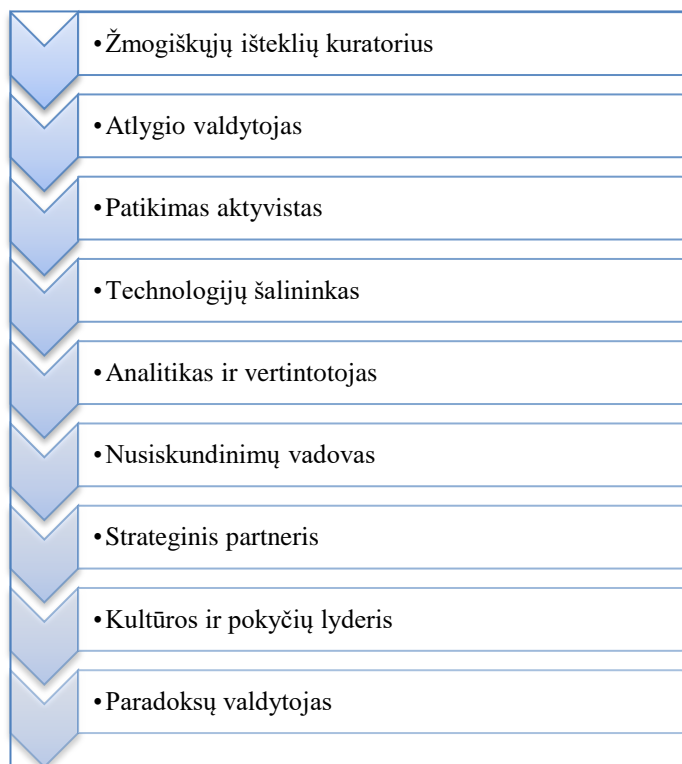 •Žmogiškųjų išteklių kuratorius
•Atlygio valdytojas
•Patikimas aktyvistas
•Technologijų šalininkas
•Analitikas ir vertintotojas
•Nusiskundinimų vadovas
•Strateginis partneris
•Kultūros ir pokyčių lyderis
•Paradoksų valdytojas